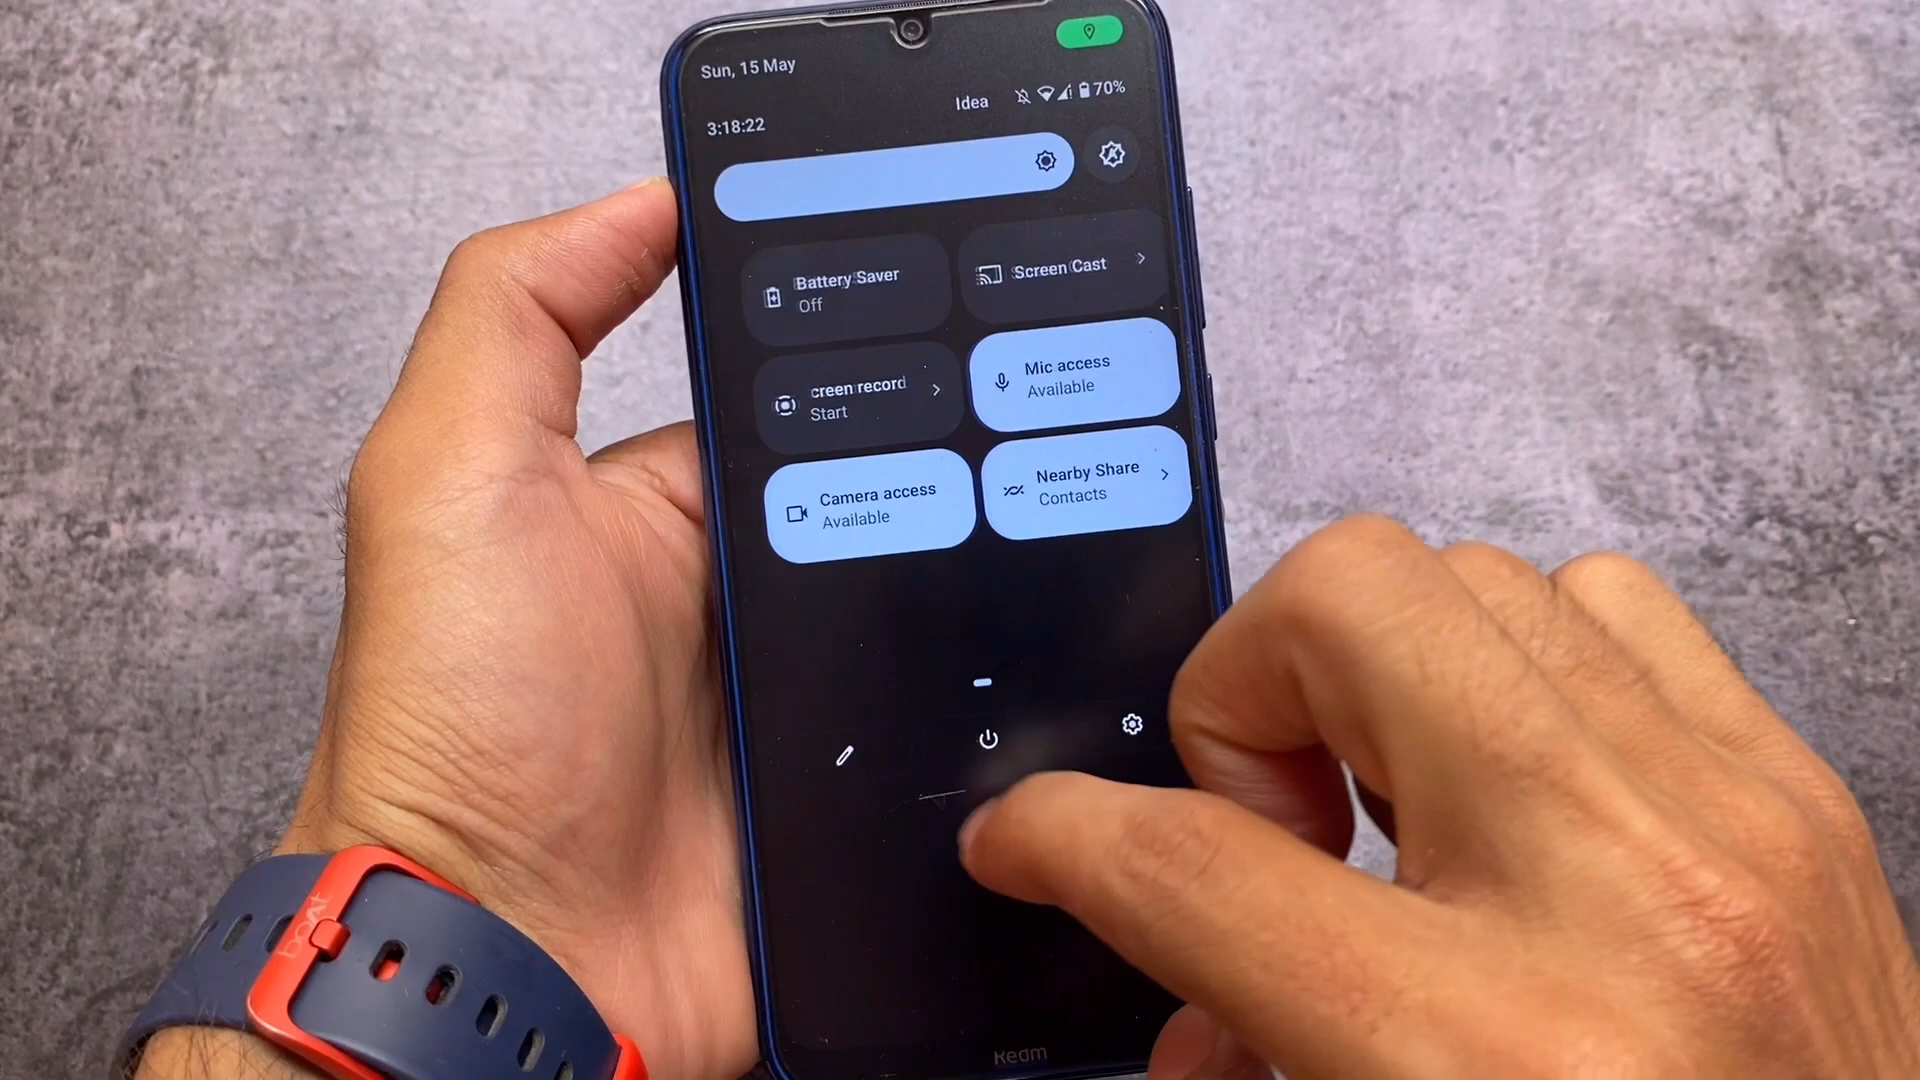 Sun, 15 May
Idea 70%
3:18:22
Battery Saver
Off
Screen Cast
creen record
Start
Mic access
Available
Camera access
Available
Nearby Share
Contacts
boAt
Redm